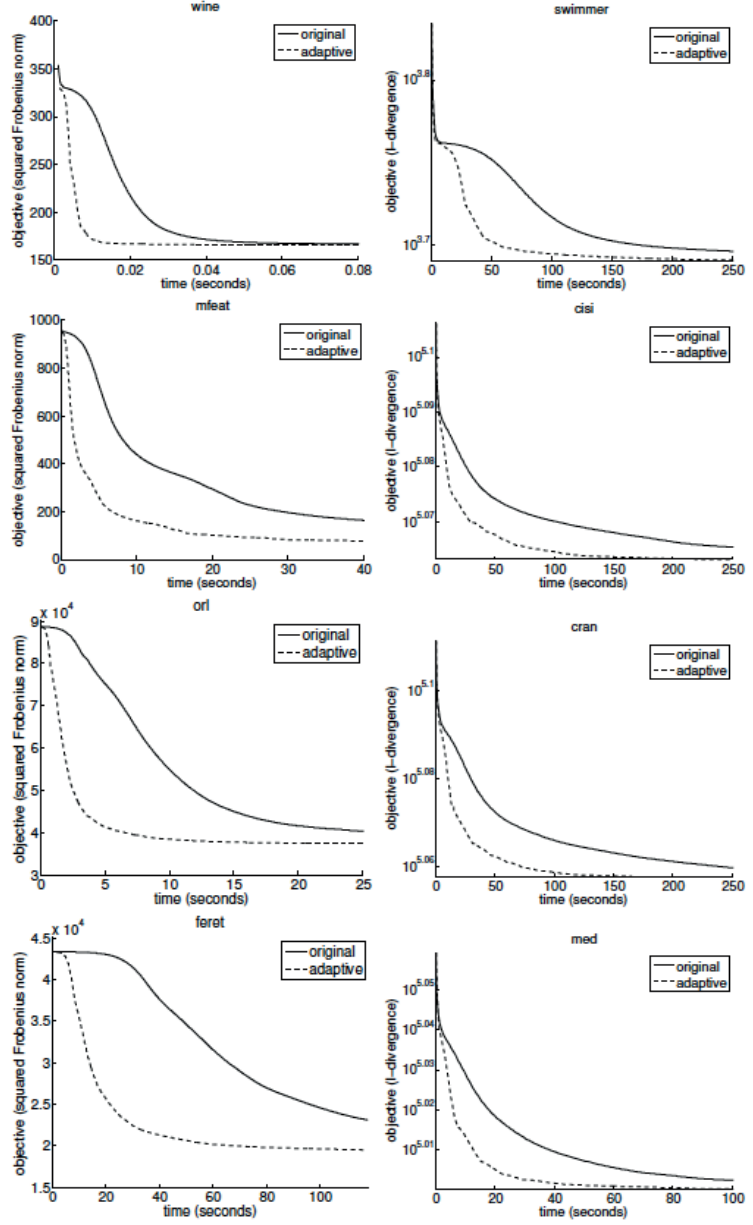 wine
objective (squared Frobenius norm)
400
350
300
250
200
150
0
0.02
0.04
0.06
0.08
time (seconds)
original
adaptive
swimmer
objective (I-divergence)
10^3.8
10^3.7
0
50
100
150
200
250
time (seconds)
original
adaptive
mfeat
objective (squared Frobenius norm)
1000
800
600
400
200
0
0
10
20
30
40
time (seconds)
original
adaptive
cisi
objective (I-divergence)
10^5.1
10^5.09
10^5.08
10^5.07
0
50
100
150
200
250
time (seconds)
original
adaptive
orl
x 10^4
objective (squared Frobenius norm)
9
8
7
6
5
4
3
0
5
10
15
20
25
time (seconds)
original
adaptive
cran
objective (I-divergence)
10^5.1
10^5.08
10^5.06
0
50
100
150
200
250
time (seconds)
original
adaptive
feret
x 10^4
objective (squared Frobenius norm)
4.5
4
3.5
3
2.5
2
1.5
0
20
40
60
80
100
time (seconds)
original
adaptive
med
objective (I-divergence)
10^5.05
10^5.04
10^5.03
10^5.02
10^5.01
0
20
40
60
80
100
time (seconds)
original
adaptive